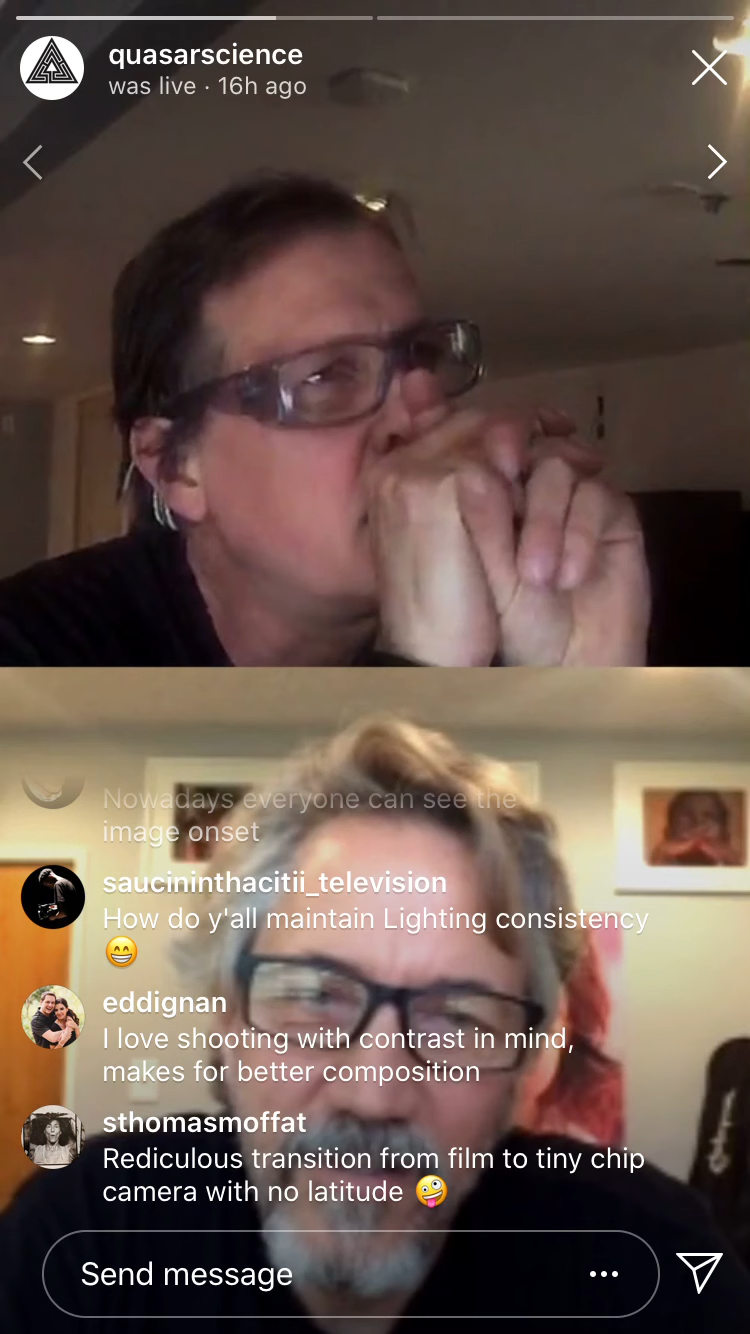 quasarscience
was live · 16h ago
Nowadays everyone can see the
image onset
saucininthacitii_television
How do y'all maintain Lighting consistency
😁
eddignan
I love shooting with contrast in mind,
makes for better composition
sthomasmoffat
Rediculous transition from film to tiny chip
camera with no latitude 🤪
Send message